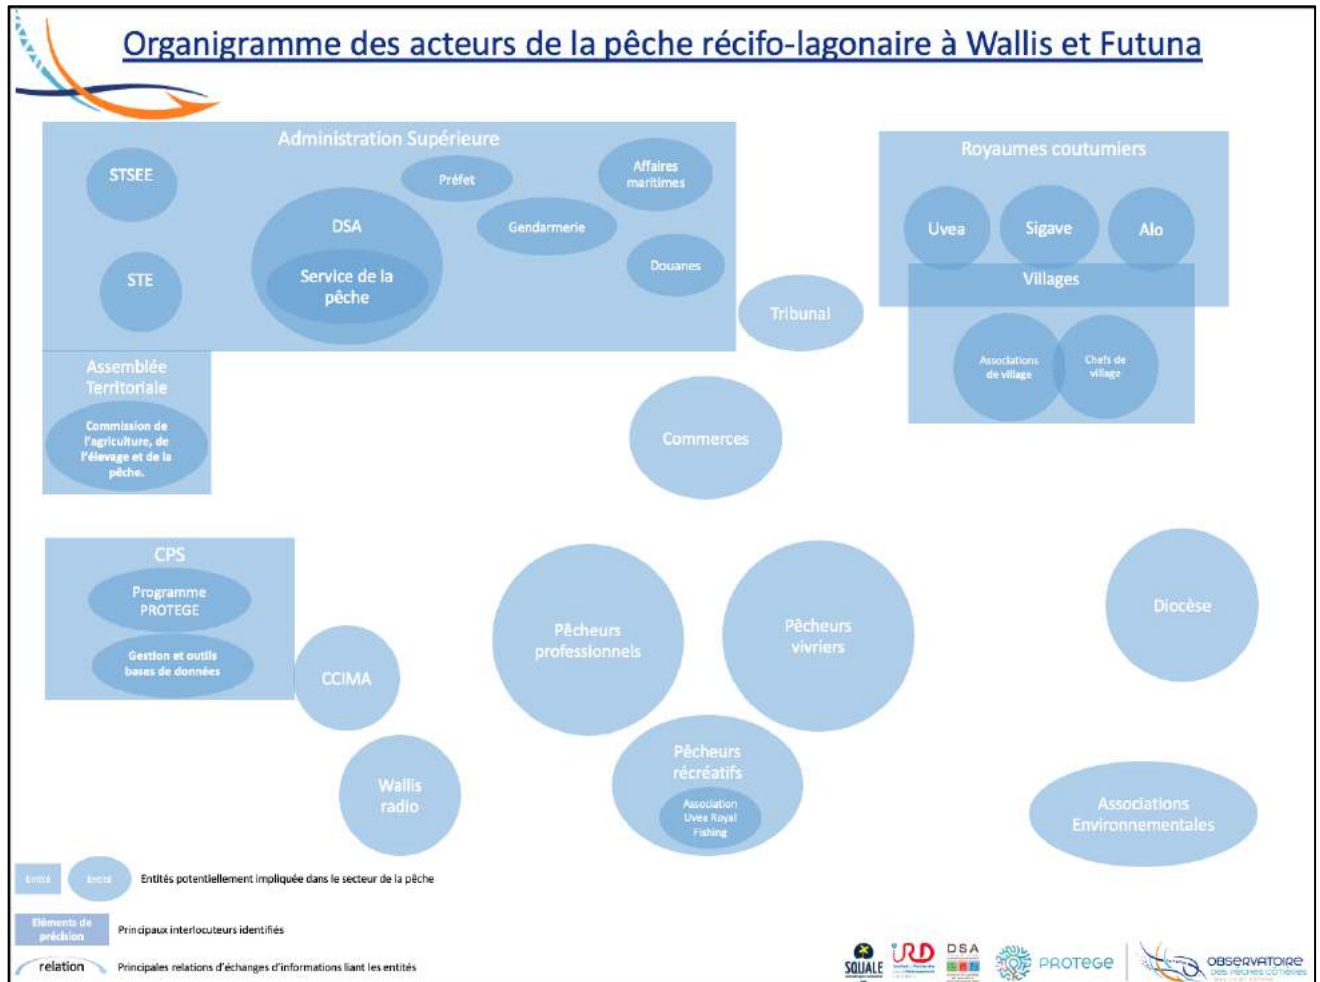 Organigramme des acteurs de la pêche récifo-lagonaire à Wallis et Futuna
Administration Supérieure
STSEE
Préfet
Affaires
maritimes
DSA
Gendarmerie
STE
Service de la
pêche
Douanes
Royaumes coutumiers
Uvea
Sigave
Alo
Villages
Associations
de village
Chefs de
village
Tribunal
Assemblée
Territoriale
Commission de
l'agriculture, de
l'élevage et de la
pêche.
Commerces
CPS
Programme
PROTEGE
Gestion et outils
bases de données
CCIMA
Wallis
radio
Pêcheurs
professionnels
Pêcheurs
vivriers
Pêcheurs
récréatifs
Association
Uvea Royal
Fishing
Diocèse
Associations
Environnementales
Entité
Entité
Entités potentiellement impliquée dans le secteur de la pêche
Eléments de
précision
Principaux interlocuteurs identifiés
relation
Principales relations d'échanges d'informations liant les entités
SQUALE
IRD
DSA
PROTEGE
OBSERVATOIRE
DES PÊCHES CÔTIÈRES